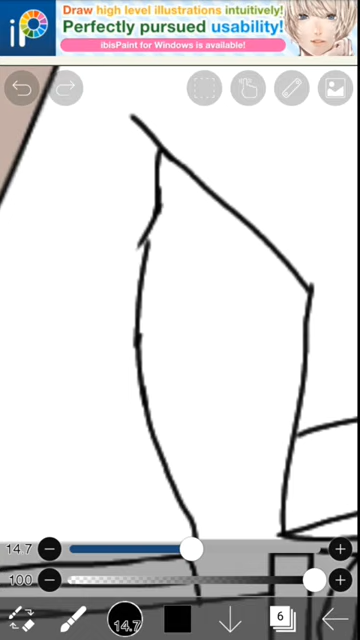 Draw high level illustrations intuitively!
iP
Perfectly pursued usability!
ibisPaint for Windows is available!
14.7
100
14.7
6